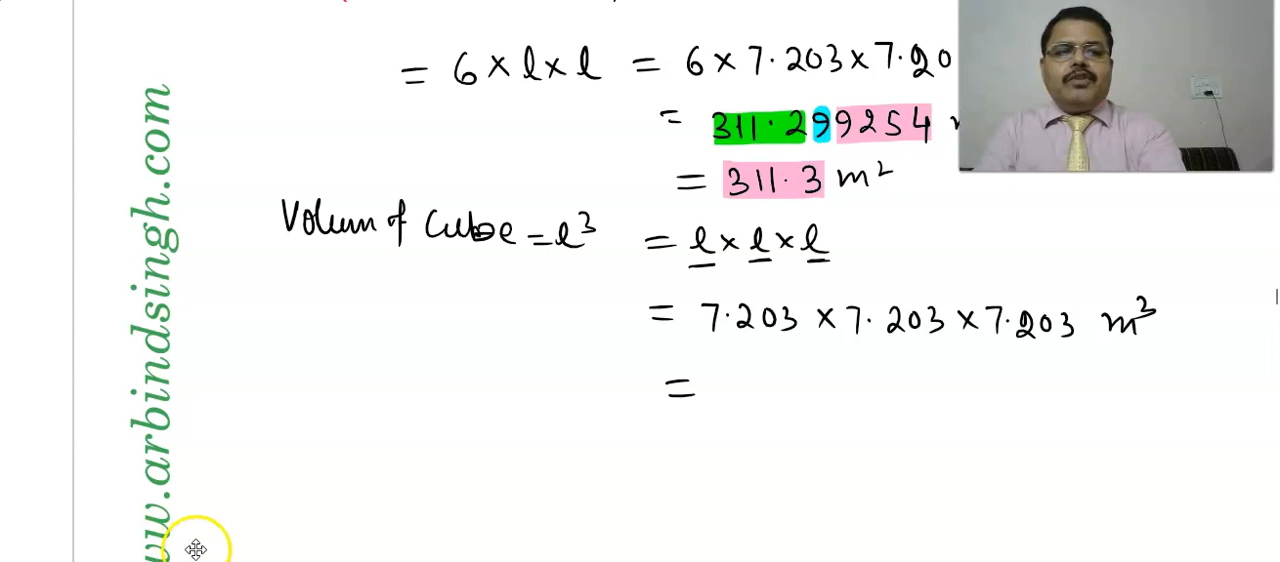 = 6 × l × l = 6 × 7.203 × 7.20
= 311.299254
= 311.3 m²
Volum of Cube = l³ = l × l × l
= 7.203 × 7.203 × 7.203 m³
=
ww.arbindsingh.com